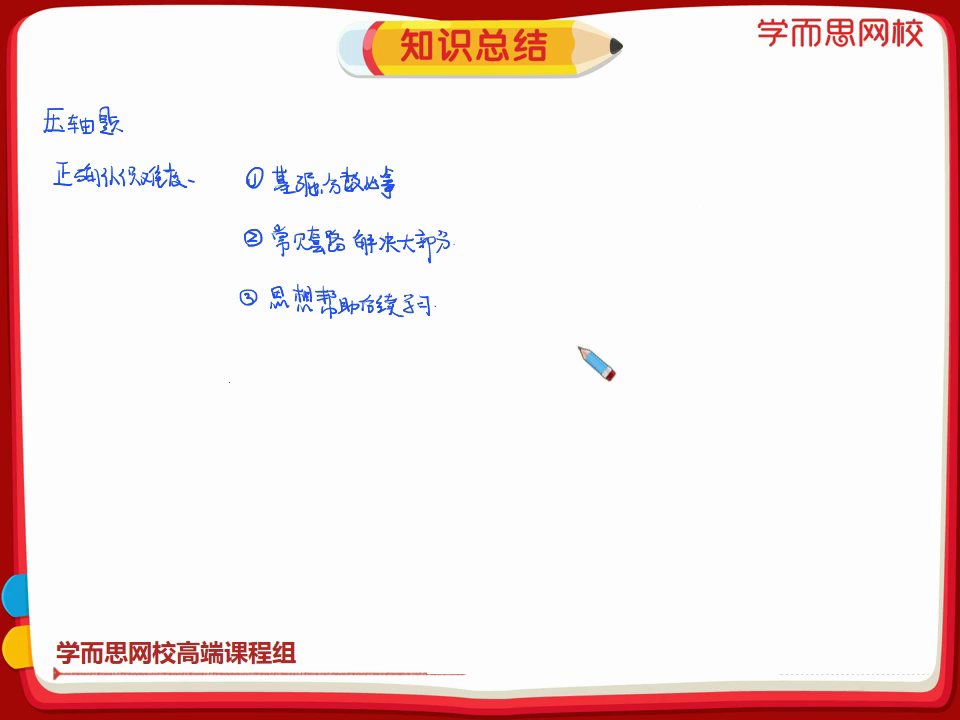 知识总结
学而思网校
压轴题
正确认识难度
① 基础分数必拿
② 常见套路 解决大部分.
③ 思想帮助后续学习.
学而思网校高端课程组